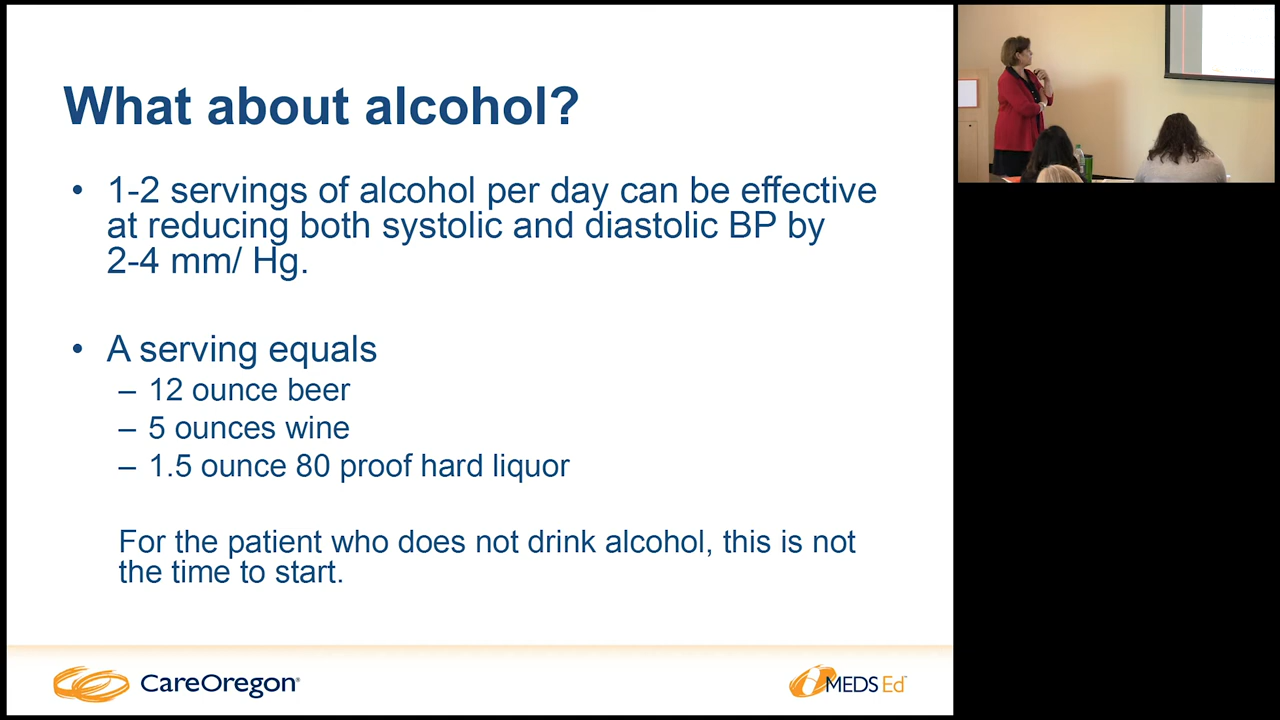 What about alcohol?
• 1-2 servings of alcohol per day can be effective
at reducing both systolic and diastolic BP by
2-4 mm/ Hg.
• A serving equals
– 12 ounce beer
– 5 ounces wine
– 1.5 ounce 80 proof hard liquor
For the patient who does not drink alcohol, this is not
the time to start.
CareOregon®
MEDS Ed™